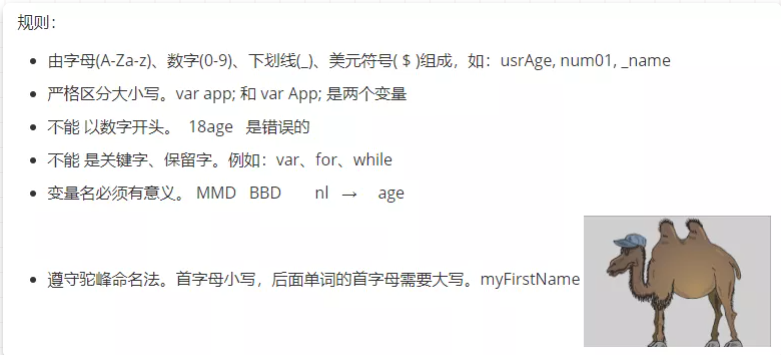 规则：
由字母(A-Za-z)、数字(0-9)、下划线(_)、美元符号( $ )组成，如：usrAge, num01, _name
严格区分大小写。var app; 和 var App; 是两个变量
不能 以数字开头。 18age 是错误的
不能 是关键字、保留字。例如：var、for、while
变量名必须有意义。 MMD BBD nl → age
遵守驼峰命名法。首字母小写，后面单词的首字母需要大写。myFirstName